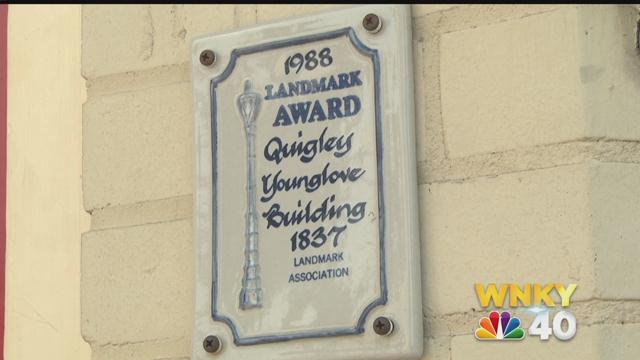 1988
LANDMARK
AWARD
Quigley
Younglove
Building
1837
LANDMARK
ASSOCIATION
WNKY
40